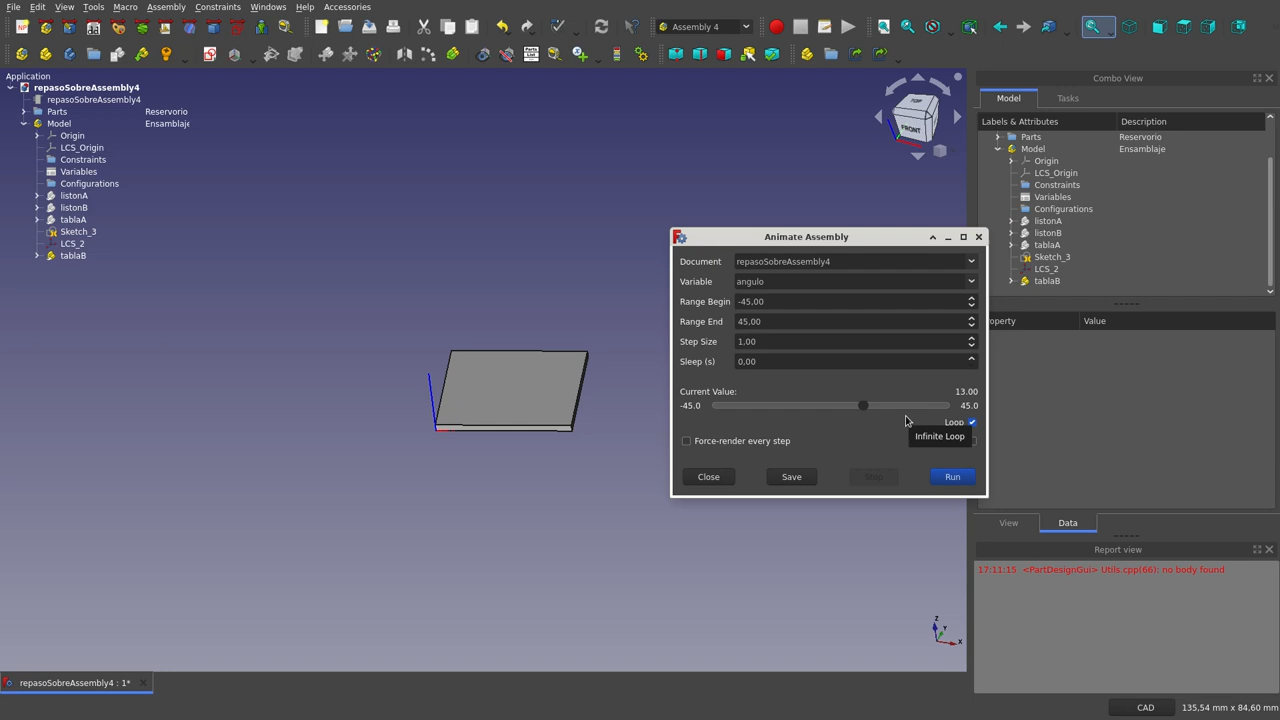 File Edit View Tools Macro Assembly Constraints Windows Help Accessories
Assembly 4
Application
repasoSobreAssembly4
repasoSobreAssembly4
Parts Reservorio
Model Ensamblaje
Origin
LCS_Origin
Constraints
Variables
Configurations
listonA
listonB
tablaA
Sketch_3
LCS_2
tablaB
TOP
FRONT
Animate Assembly
Document repasoSobreAssembly4
Variable angulo
Range Begin -45,00
Range End 45,00
Step Size 1,00
Sleep (s) 0,00
Current Value: 13.00
-45.0 45.0
Loop
Infinite Loop
Force-render every step
Close Save Stop Run
Combo View
Model Tasks
Labels & Attributes Description
Parts Reservorio
Model Ensamblaje
Origin
LCS_Origin
Constraints
Variables
Configurations
listonA
listonB
tablaA
Sketch_3
LCS_2
tablaB
operty Value
View Data
Report view
17:11:15 <PartDesignGui> Utils.cpp(66): no body found
Z
Y
X
repasoSobreAssembly4 : 1*
CAD 135,54 mm x 84,60 mm